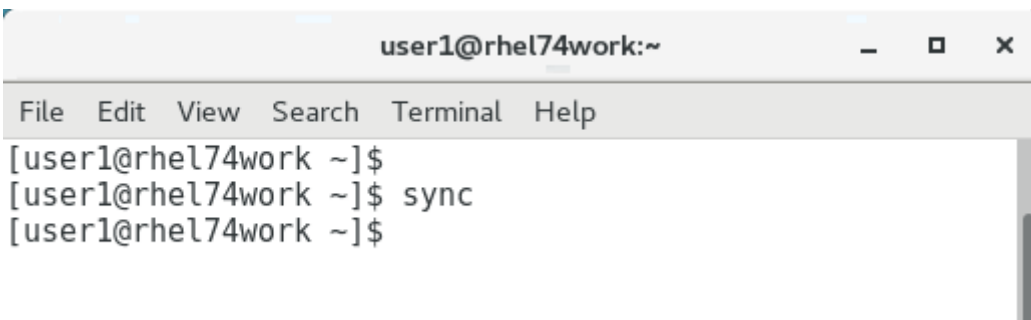 user1@rhel74work:~
File Edit View Search Terminal Help
[user1@rhel74work ~]$
[user1@rhel74work ~]$ sync
[user1@rhel74work ~]$